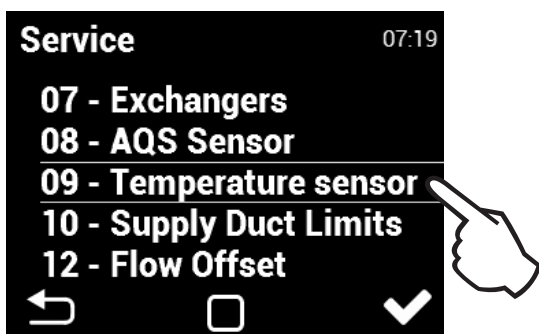 Service 07:19
07 - Exchangers
08 - AQS Sensor
09 - Temperature sensor
10 - Supply Duct Limits
12 - Flow Offset